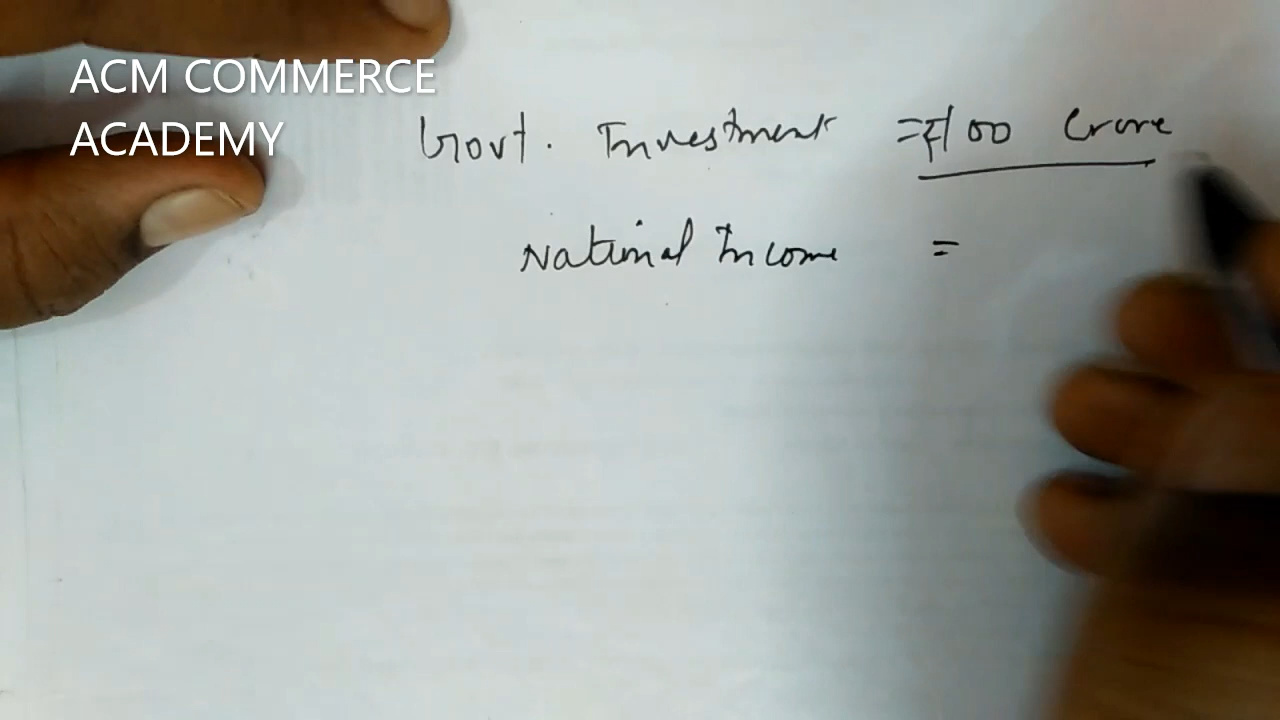 ACM COMMERCE
ACADEMY
Govt. Investment = ₹100 Crore
National Income =